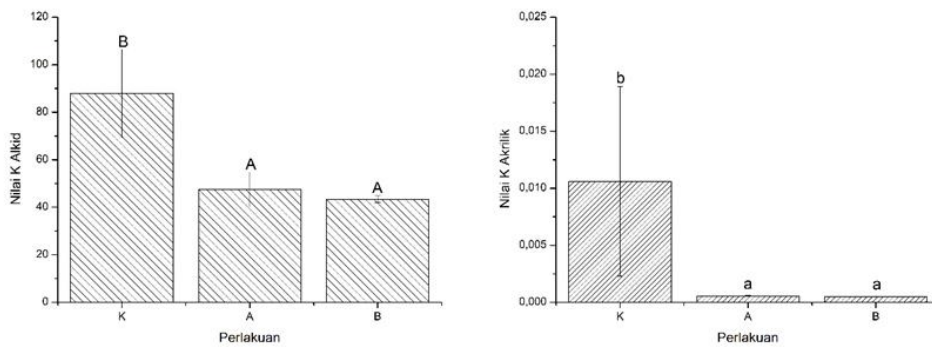 Nilai K Alkid
120
100
80
60
40
20
0
B
A
A
K
A
B
Perlakuan
Nilai K Akrilik
0,025
0,020
0,015
0,010
0,005
0,000
b
a
a
K
A
B
Perlakuan